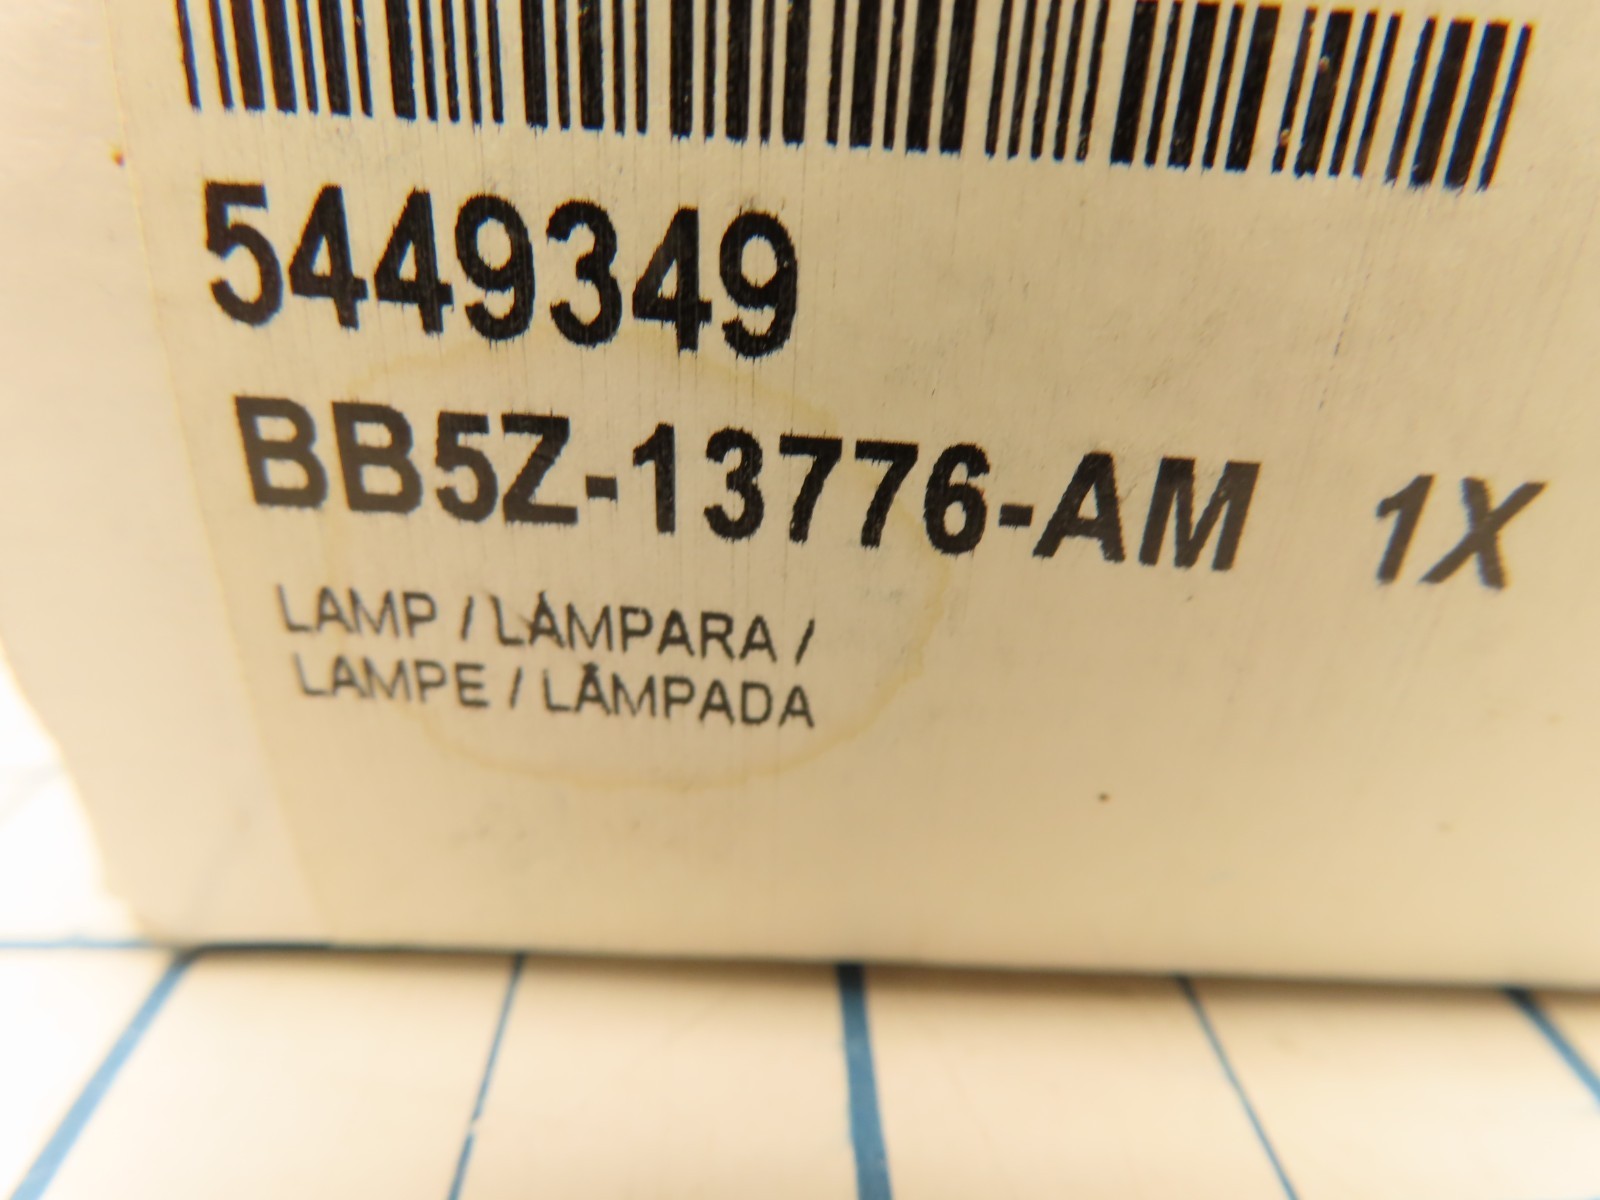 5449349
BB5Z-13776-AM 1X
LAMP / LÁMPARA /
LAMPE / LÂMPADA